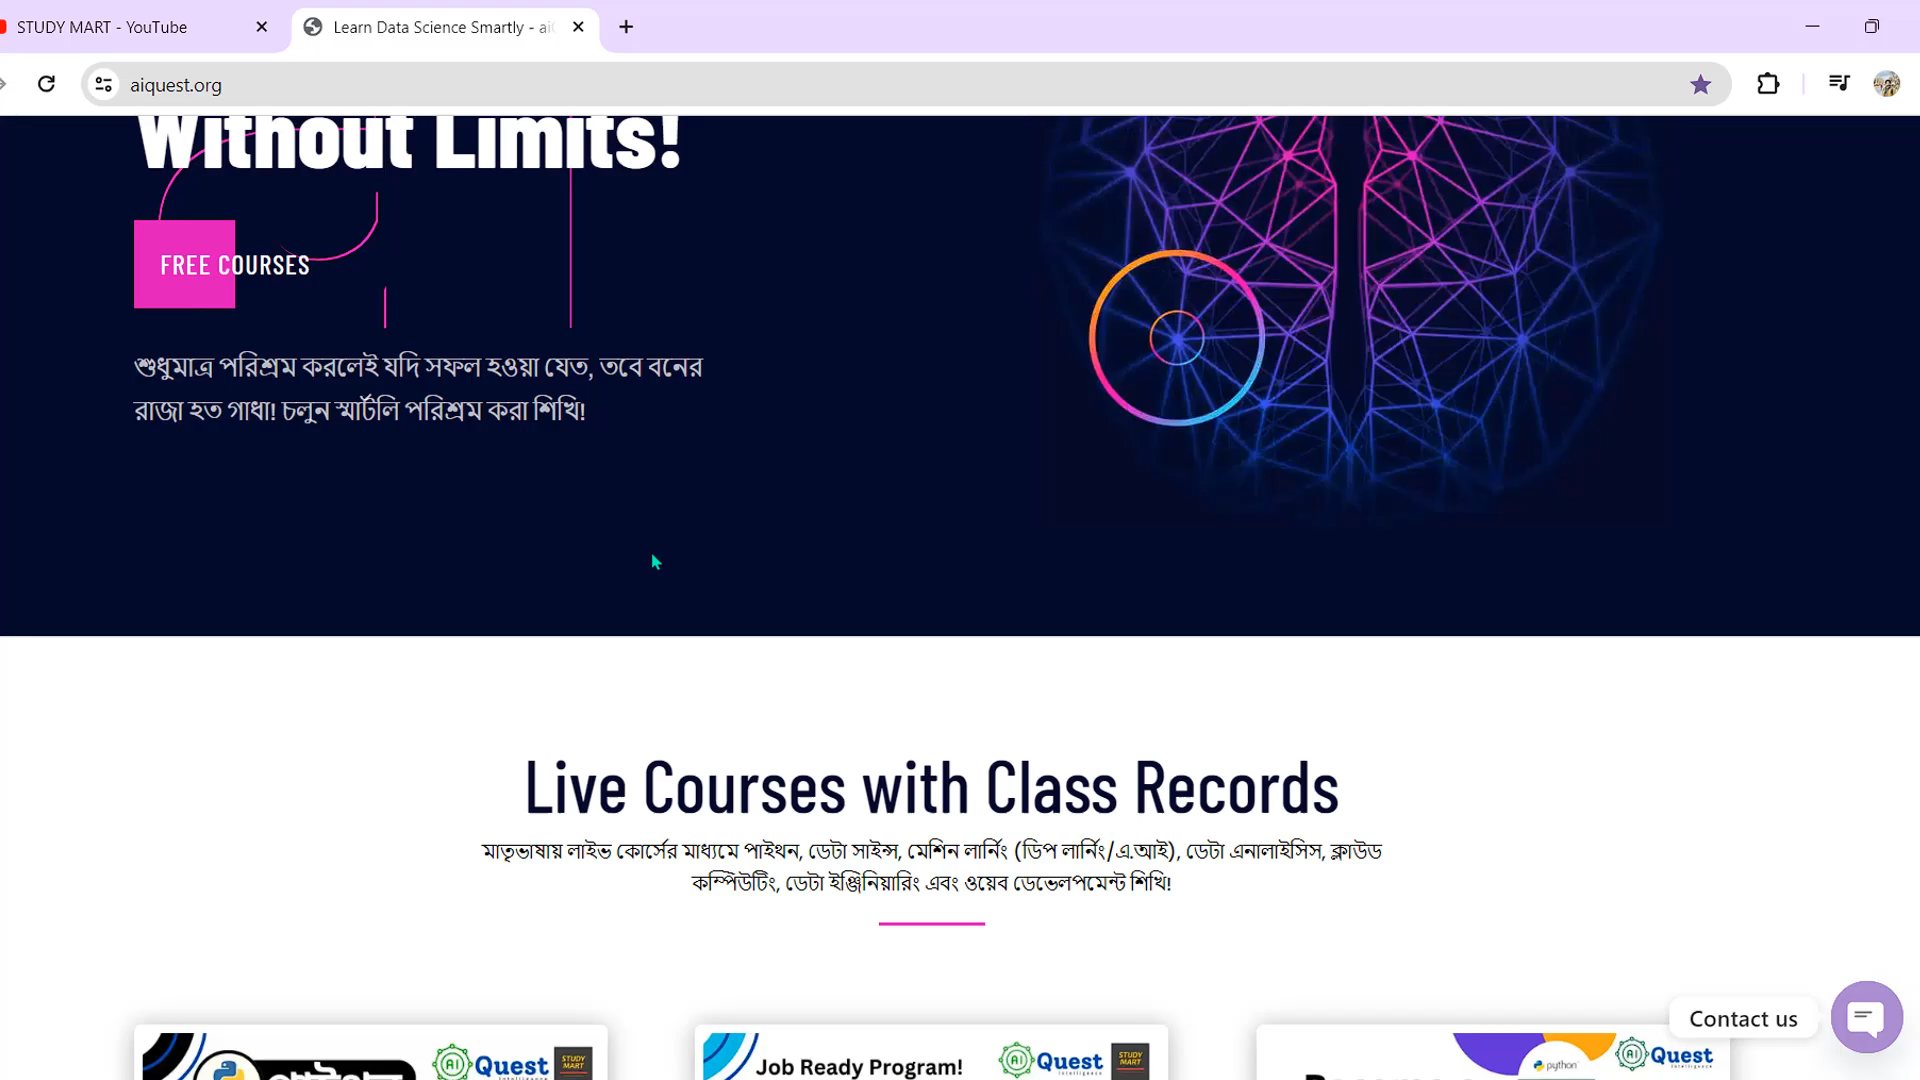 STUDY MART - YouTube
Learn Data Science Smartly - ai
aiquest.org
Without Limits!
FREE COURSES
শুধুমাত্র পরিশ্রম করলেই যদি সফল হওয়া যেত, তবে বনের
রাজা হত গাধা! চলুন স্মার্টলি পরিশ্রম করা শিখি!
Live Courses with Class Records
মাতৃভাষায় লাইভ কোর্সের মাধ্যমে পাইথন, ডেটা সাইন্স, মেশিন লার্নিং (ডিপ লার্নিং/এ.আই), ডেটা এনালাইসিস, ক্লাউড
কম্পিউটিং, ডেটা ইঞ্জিনিয়ারিং এবং ওয়েব ডেভেলপমেন্ট শিখি!
Contact us
AI Quest STUDY MART
Job Ready Program! AI Quest STUDY MART
python AI Quest